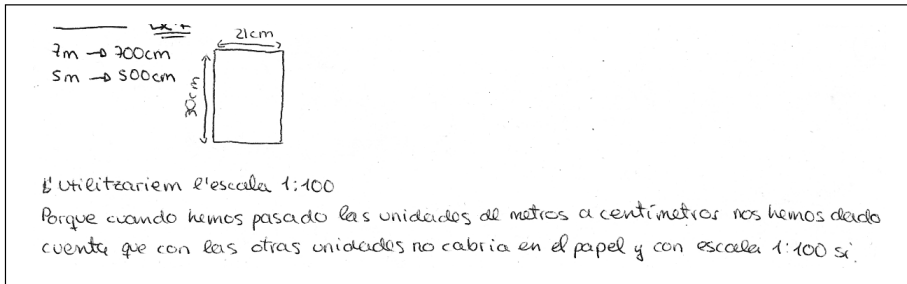 21cm
7m → 700cm
5m → 500cm
30cm
Utilitzariem l'escala 1:100
Porque cuando hemos pasado las unidades de metros a centímetros nos hemos dado
cuenta que con las otras unidades no cabria en el papel y con escala 1:100 si.